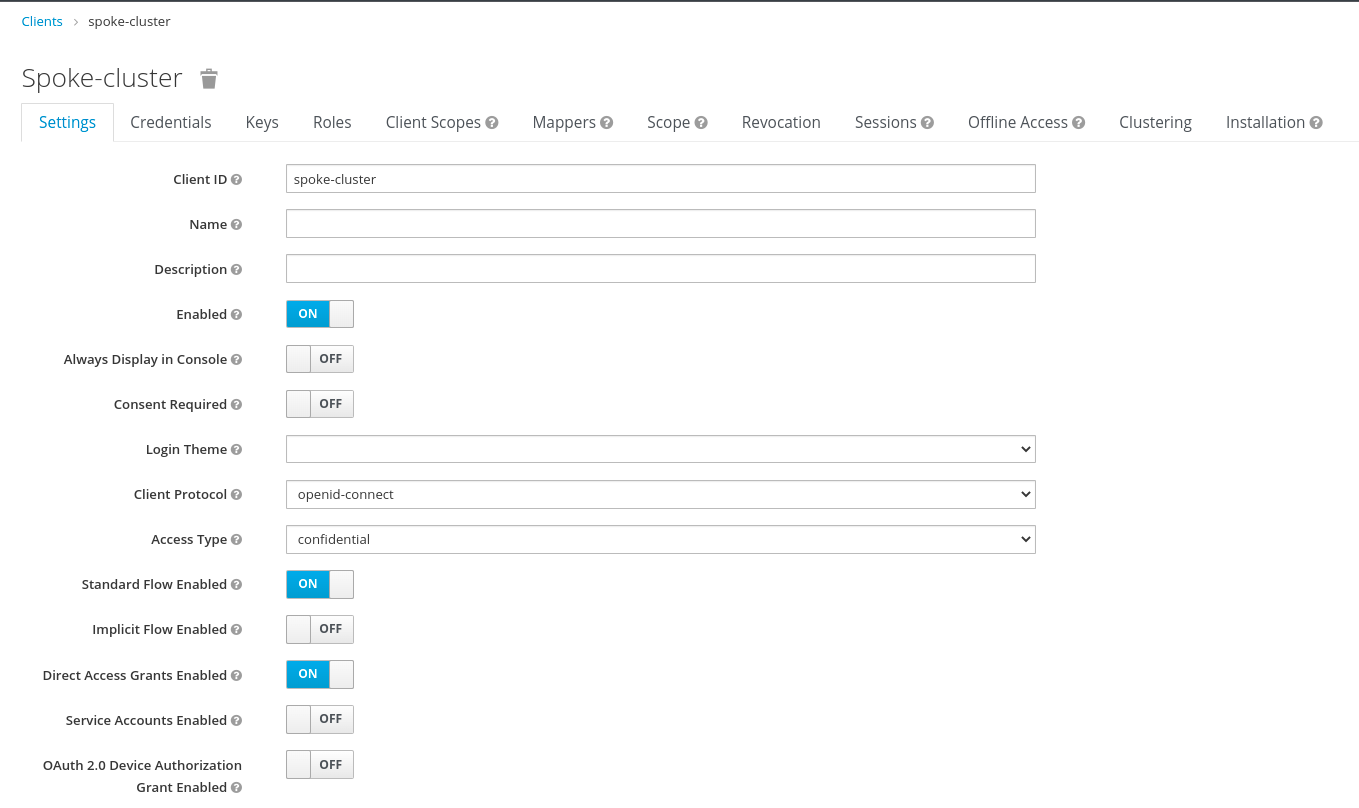 Clients > spoke-cluster
Spoke-cluster
Settings Credentials Keys Roles Client Scopes Mappers Scope Revocation Sessions Offline Access Clustering Installation
Client ID spoke-cluster
Name
Description
Enabled ON
Always Display in Console OFF
Consent Required OFF
Login Theme
Client Protocol openid-connect
Access Type confidential
Standard Flow Enabled ON
Implicit Flow Enabled OFF
Direct Access Grants Enabled ON
Service Accounts Enabled OFF
OAuth 2.0 Device Authorization OFF
Grant Enabled